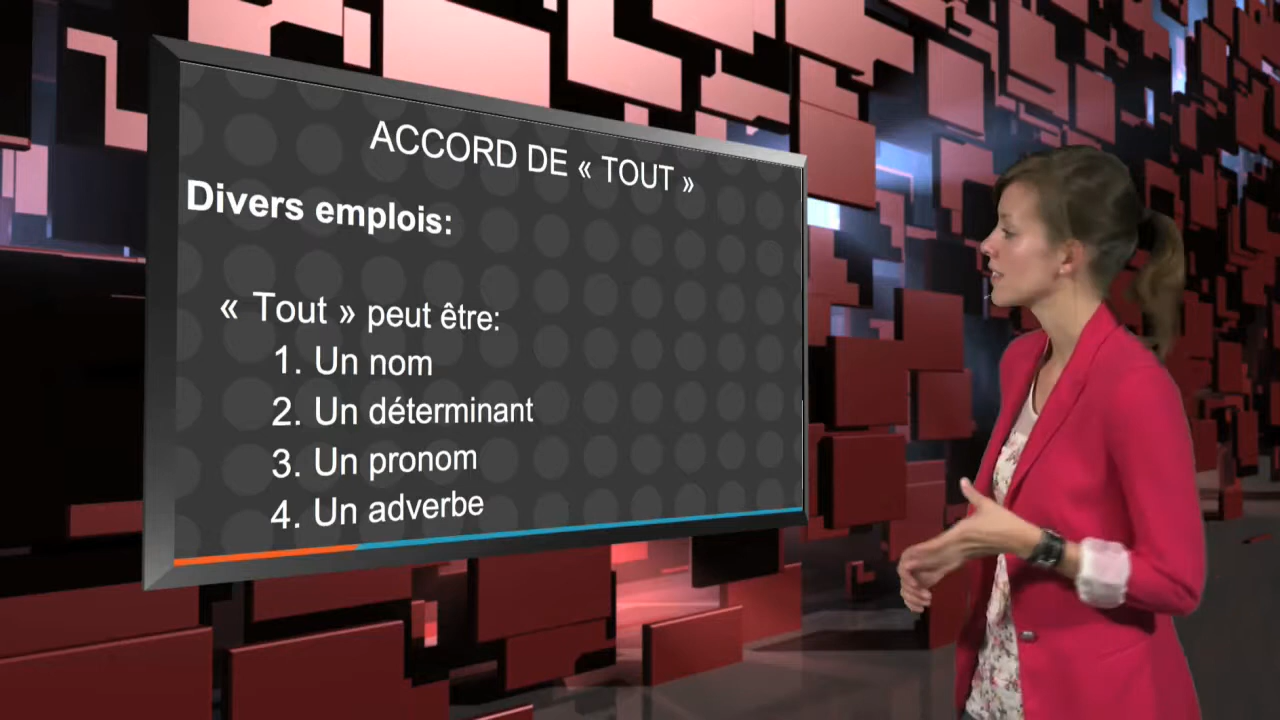 ACCORD DE « TOUT »
Divers emplois:
« Tout » peut être:
1. Un nom
2. Un déterminant
3. Un pronom
4. Un adverbe